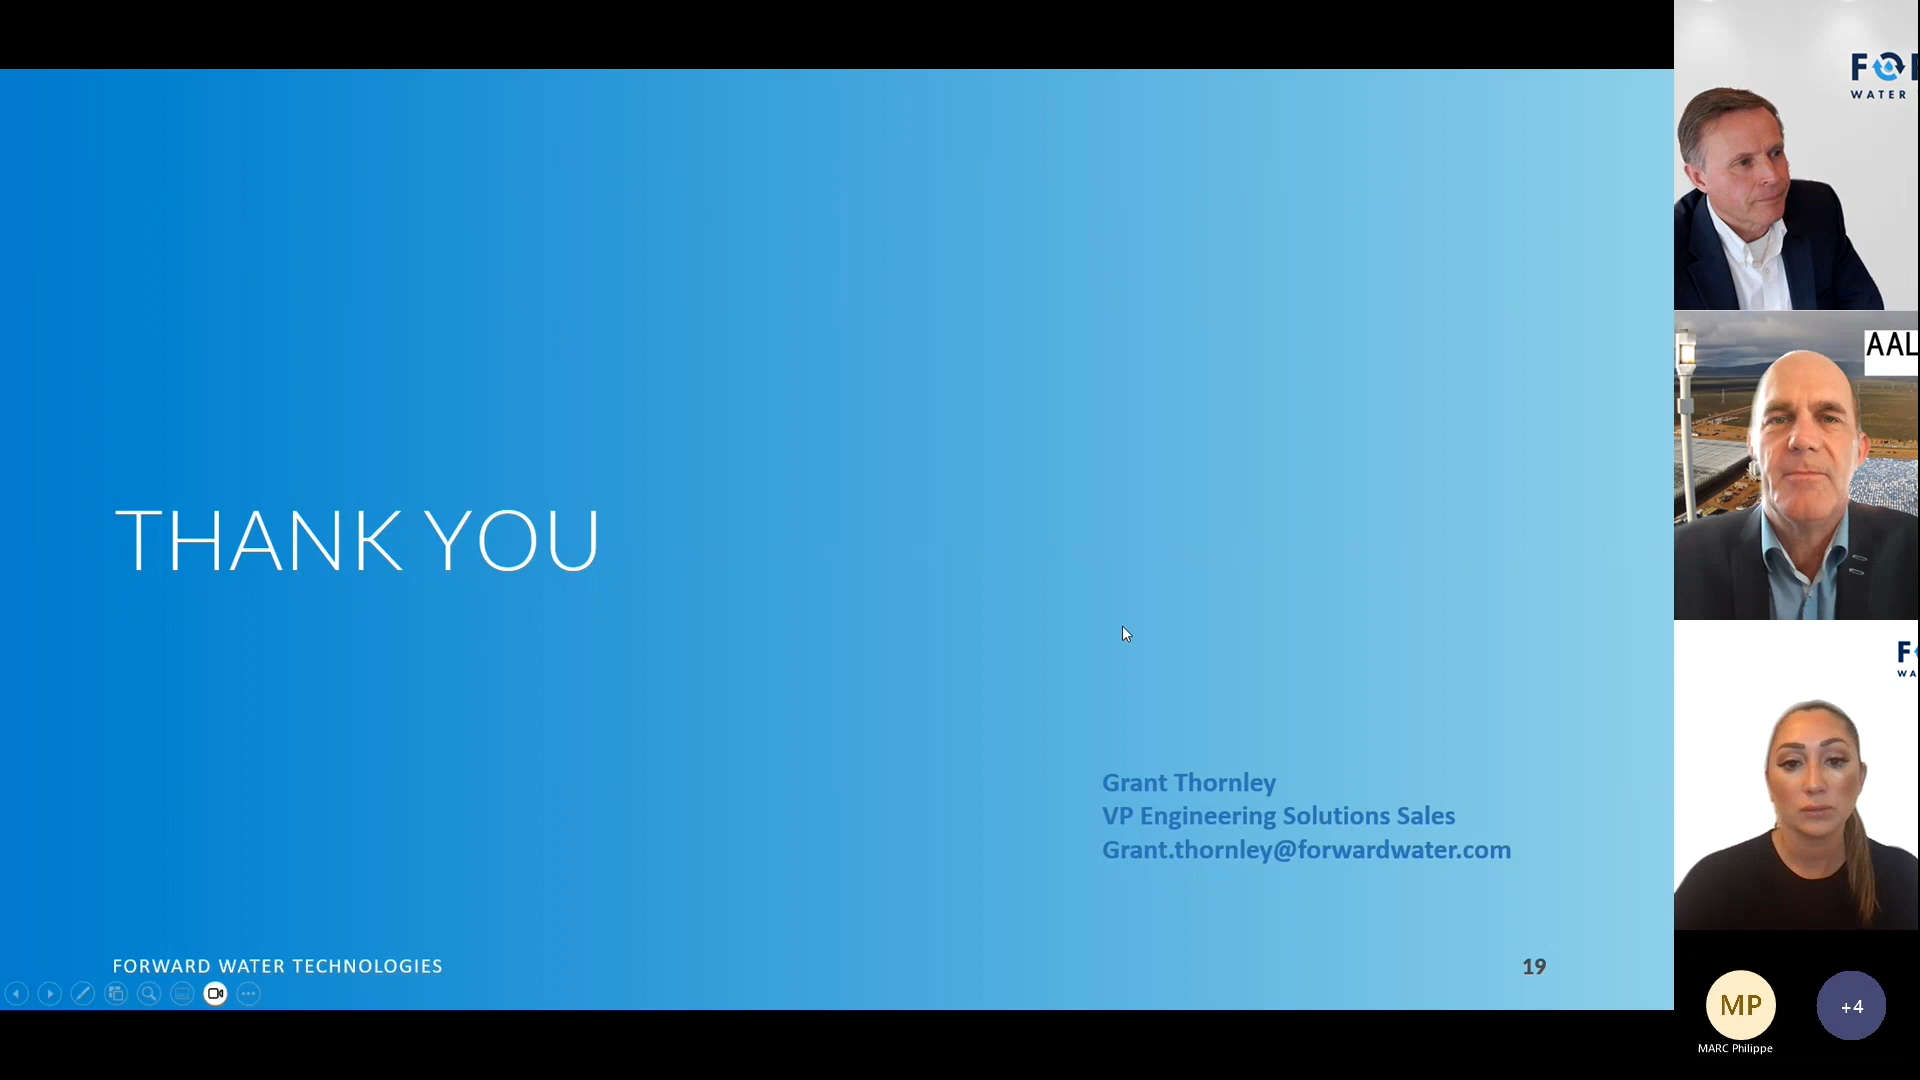 THANK YOU
Grant Thornley
VP Engineering Solutions Sales
Grant.thornley@forwardwater.com
FORWARD WATER TECHNOLOGIES
19
WATER
AAL
F
WA
MP
+4
MARC Philippe